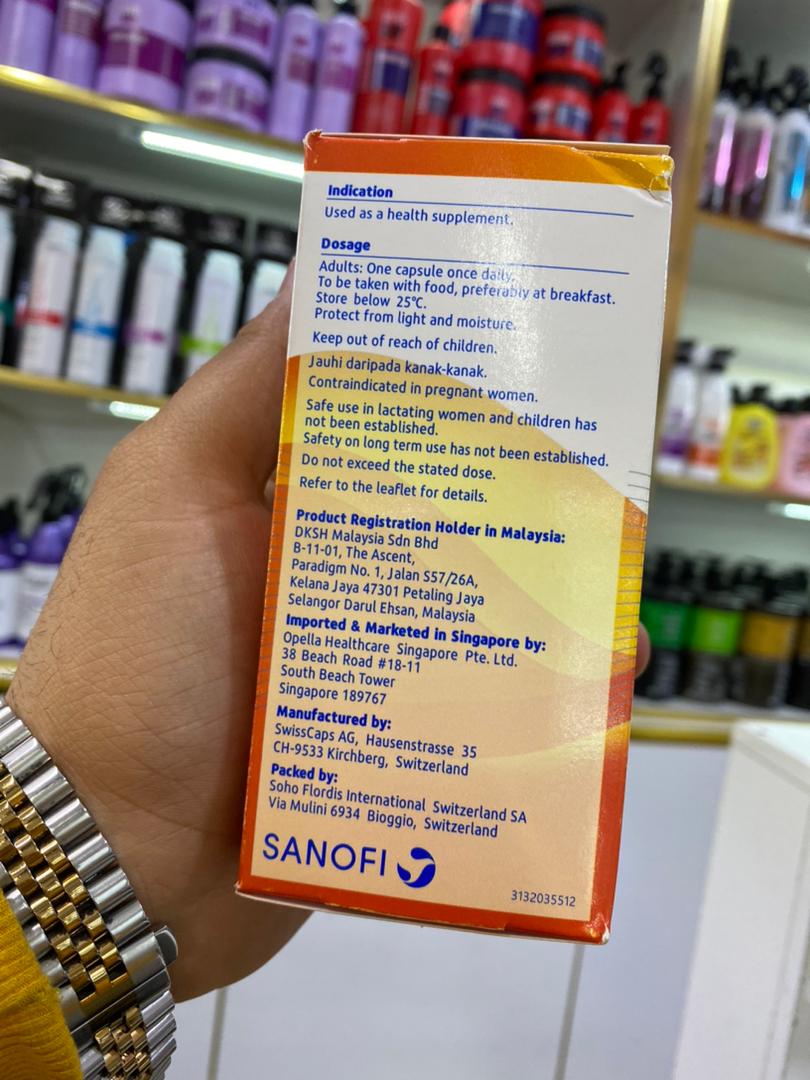 Indication
Used as a health supplement.
Dosage
Adults: One capsule once daily.
To be taken with food, preferably at breakfast.
Store below 25°C.
Protect from light and moisture.
Keep out of reach of children.
Jauhi daripada kanak-kanak.
Contraindicated in pregnant women.
Safe use in lactating women and children has
not been established.
Safety on long term use has not been established.
Do not exceed the stated dose.
Refer to the leaflet for details.
Product Registration Holder in Malaysia:
DKSH Malaysia Sdn Bhd
B-11-01, The Ascent,
Paradigm No. 1, Jalan SS7/26A,
Kelana Jaya 47301 Petaling Jaya
Selangor Darul Ehsan, Malaysia
Imported & Marketed in Singapore by:
Opella Healthcare Singapore Pte. Ltd.
38 Beach Road #18-11
South Beach Tower
Singapore 189767
Manufactured by:
SwissCaps AG, Hausenstrasse 35
CH-9533 Kirchberg, Switzerland
Packed by:
Soho Flordis International Switzerland SA
Via Mulini 6934 Bioggio, Switzerland
SANOFI
3132035512